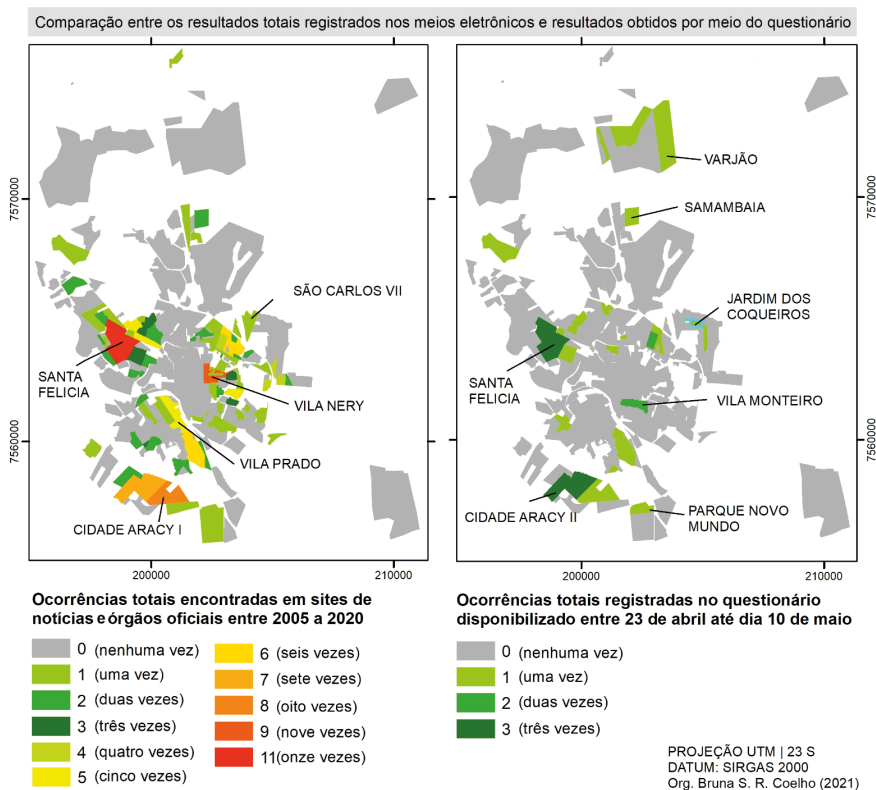 Comparação entre os resultados totais registrados nos meios eletrônicos e resultados obtidos por meio do questionário
7570000
7560000
200000
210000
SÃO CARLOS VII
SANTA
FELICIA
VILA NERY
VILA PRADO
CIDADE ARACY I
VARJÃO
SAMAMBAIA
JARDIM DOS
COQUEIROS
SANTA
FELICIA
VILA MONTEIRO
CIDADE ARACY II
PARQUE NOVO
MUNDO
7570000
7560000
200000
210000
Ocorrências totais encontradas em sites de
notícias e órgãos oficiais entre 2005 a 2020
0 (nenhuma vez)
1 (uma vez)
2 (duas vezes)
3 (três vezes)
4 (quatro vezes)
5 (cinco vezes)
6 (seis vezes)
7 (sete vezes)
8 (oito vezes)
9 (nove vezes)
11(onze vezes)
Ocorrências totais registradas no questionário
disponibilizado entre 23 de abril até dia 10 de maio
0 (nenhuma vez)
1 (uma vez)
2 (duas vezes)
3 (três vezes)
PROJEÇÃO UTM | 23 S
DATUM: SIRGAS 2000
Org. Bruna S. R. Coelho (2021)